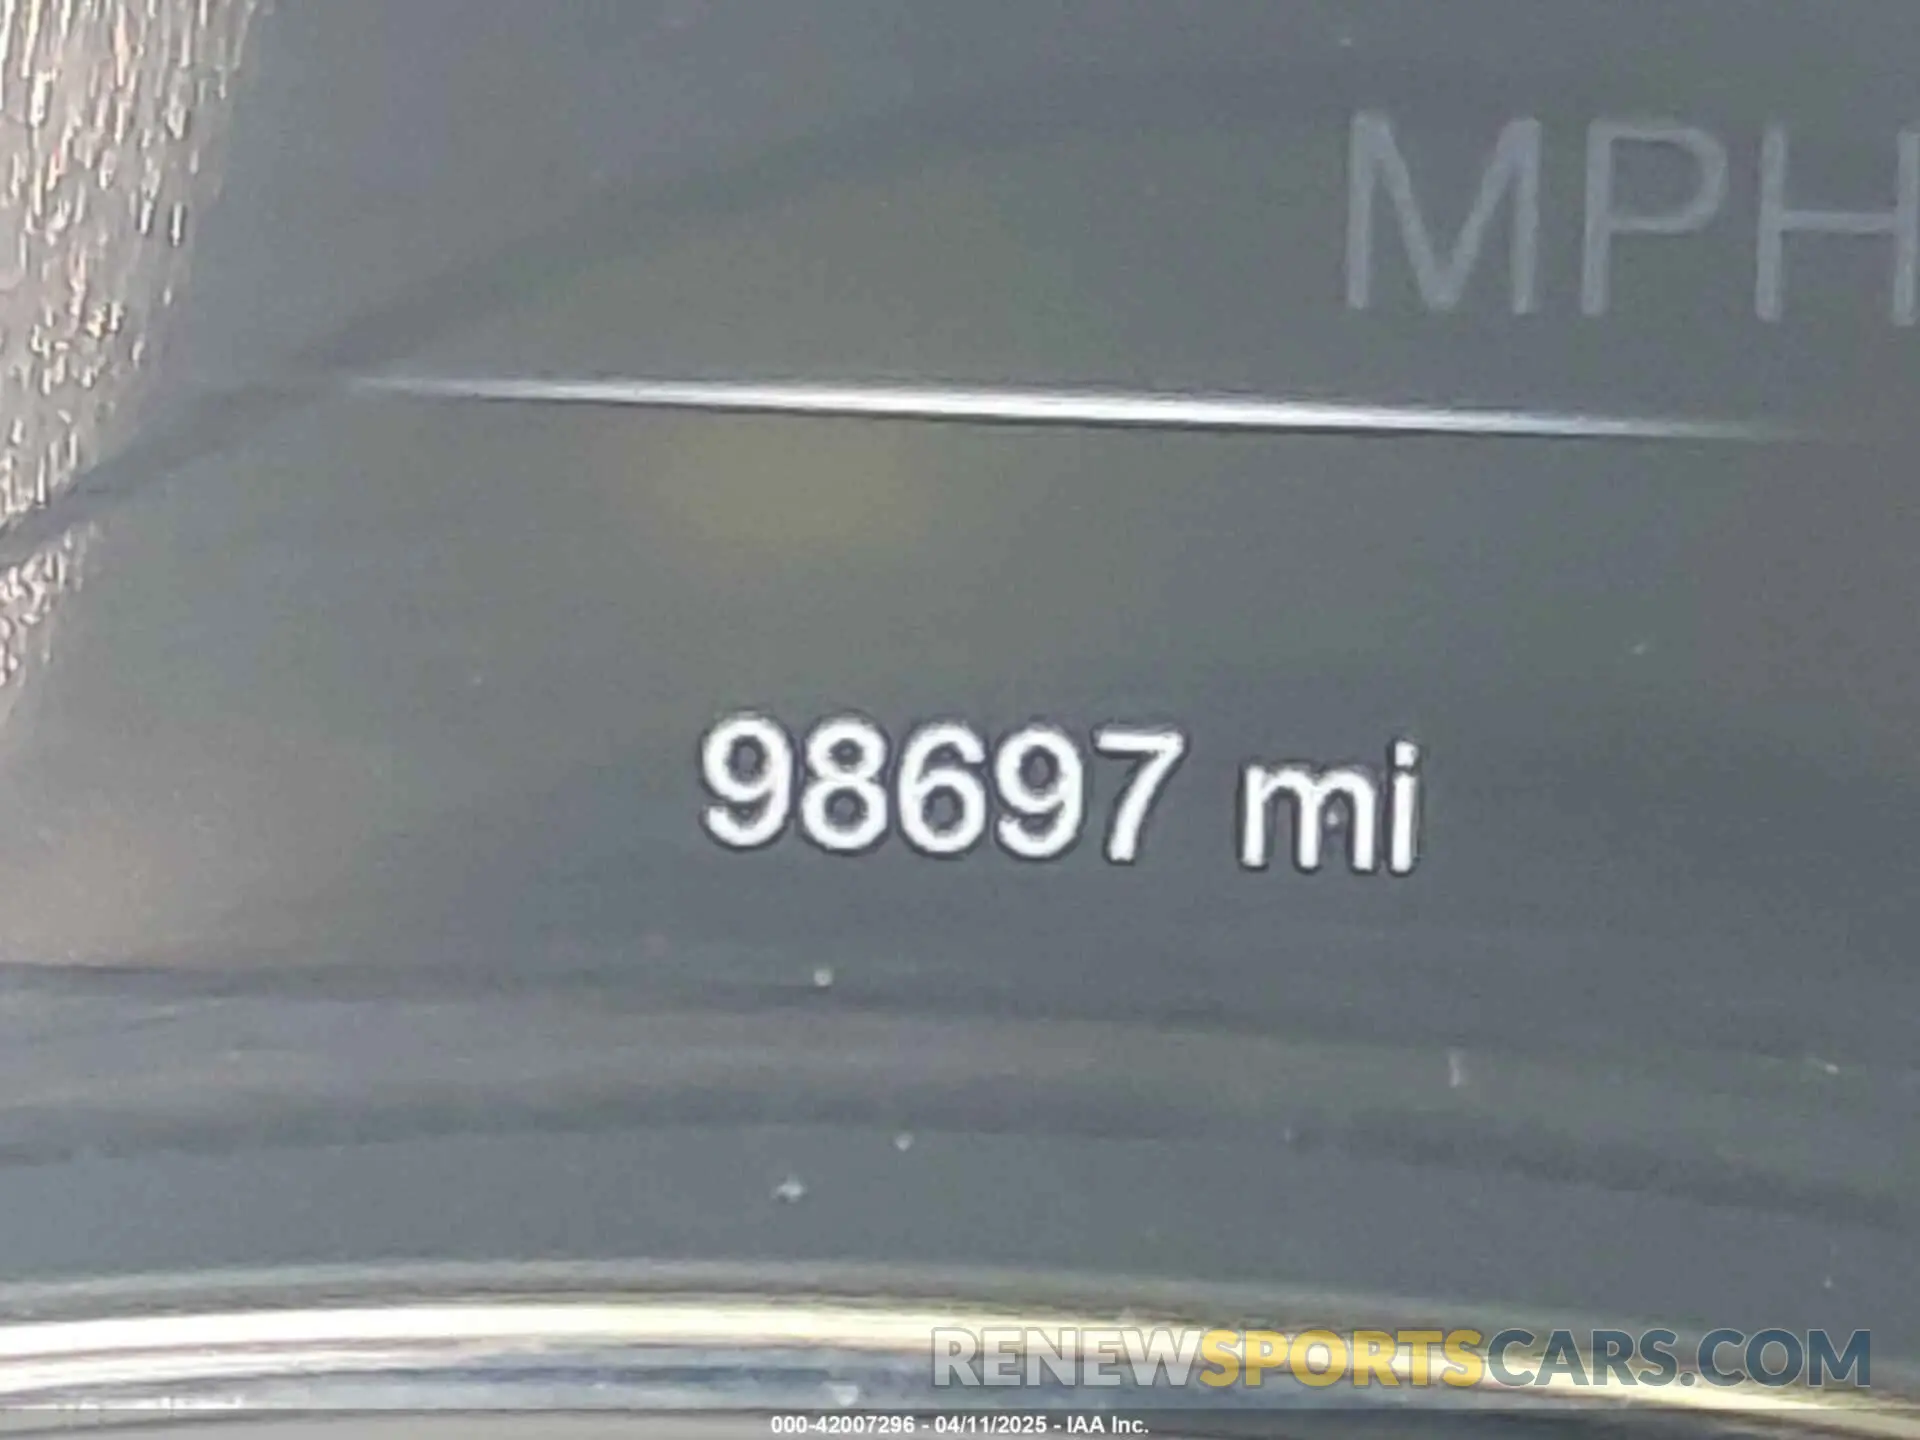 MPH
98697 mi
RENEWSPORTSCARS.COM
000-42007296 - 04/11/2025 - IAA Inc.